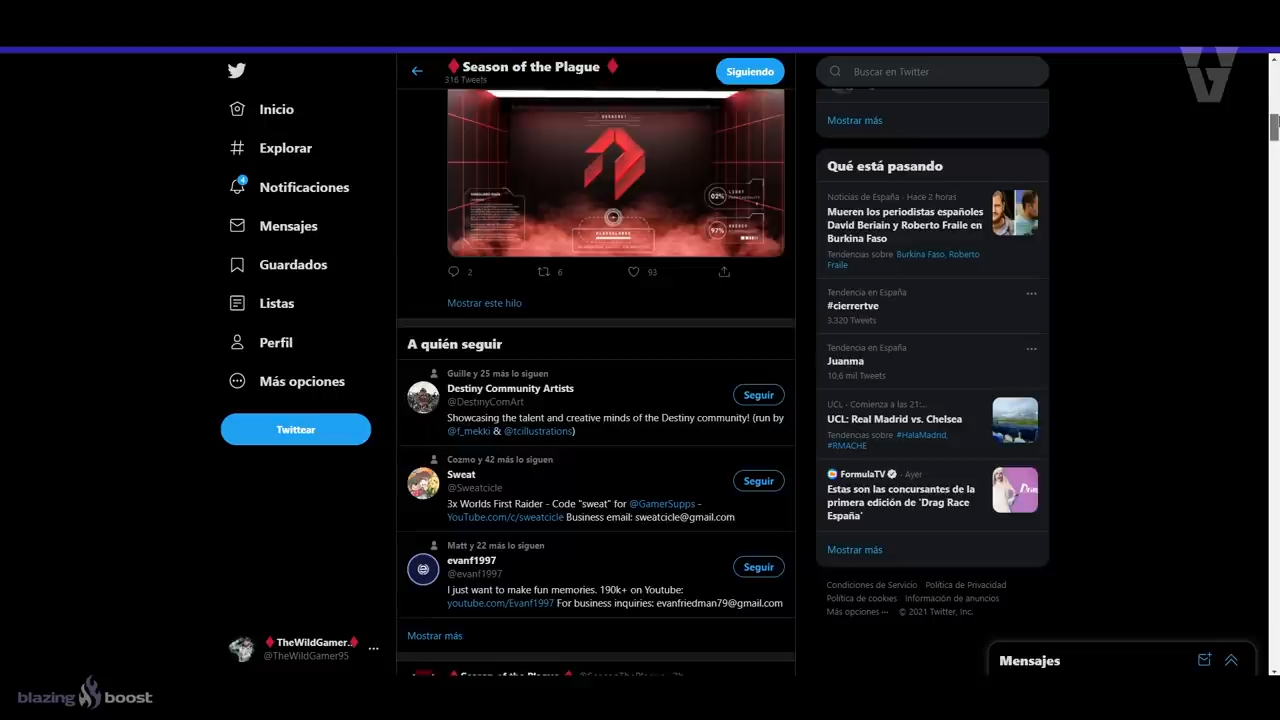 Season of the Plague
316 Tweets
Siguiendo
Buscar en Twitter
Inicio
Explorar
4
Notificaciones
Mensajes
Guardados
Listas
Perfil
Más opciones
Twittear
TheWildGamer..
@TheWildGamer95
02%
97%
2
6
93
Mostrar este hilo
A quién seguir
Guille y 25 más lo siguen
Destiny Community Artists
@DestinyComArt
Seguir
Showcasing the talent and creative minds of the Destiny community! (run by
@f_mekki & @tcillustrations)
Cozmo y 42 más lo siguen
Sweat
@Sweatcicle
Seguir
3x Worlds First Raider - Code "sweat" for @GamerSupps -
YouTube.com/c/sweatcicle Business email: sweatcicle@gmail.com
Matt y 22 más lo siguen
evanf1997
@evanf1997
Seguir
I just want to make fun memories. 190k+ on Youtube:
youtube.com/Evanf1997 For business inquiries: evanfriedman79@gmail.com
Mostrar más
Mostrar más
Qué está pasando
Noticias de España · Hace 2 horas
Mueren los periodistas españoles
David Beriain y Roberto Fraile en
Burkina Faso
Tendencias sobre Burkina Faso, Roberto
Fraile
Tendencia en España
#cierrertve
3.320 Tweets
Tendencia en España
Juanma
10,6 mil Tweets
UCL · Comienza a las 21:...
UCL: Real Madrid vs. Chelsea
Tendencias sobre #HalaMadrid,
#RMACHE
FormulaTV · Ayer
Estas son las concursantes de la
primera edición de 'Drag Race
España'
Mostrar más
Condiciones de Servicio Política de Privacidad
Política de cookies Información de anuncios
Más opciones ··· © 2021 Twitter, Inc.
Mensajes
blazing boost